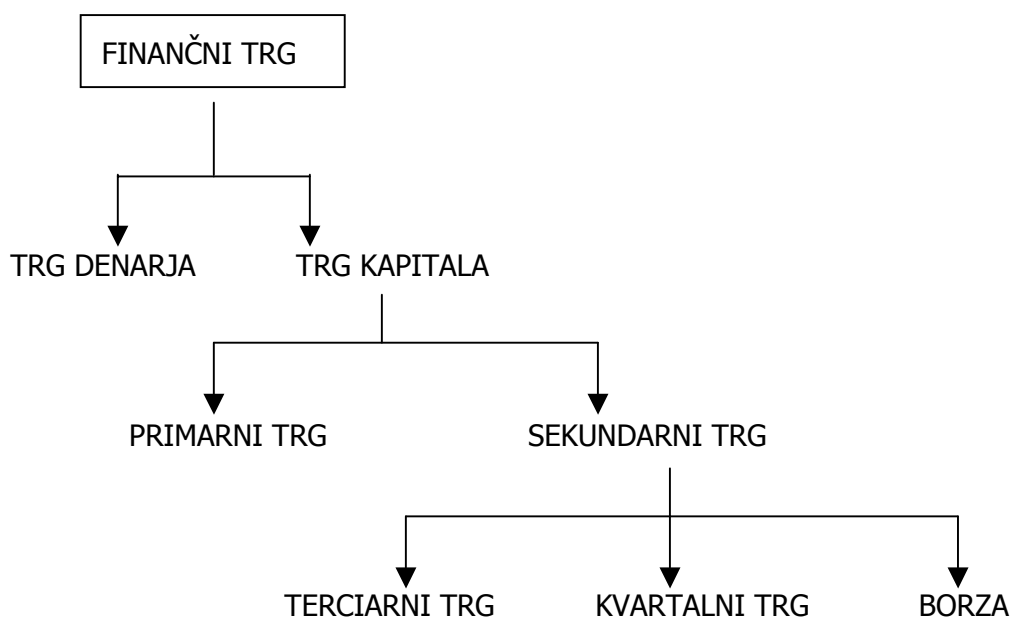 FINANČNI TRG
TRG DENARJA TRG KAPITALA
PRIMARNI TRG SEKUNDARNI TRG
TERCIARNI TRG KVARTALNI TRG BORZA